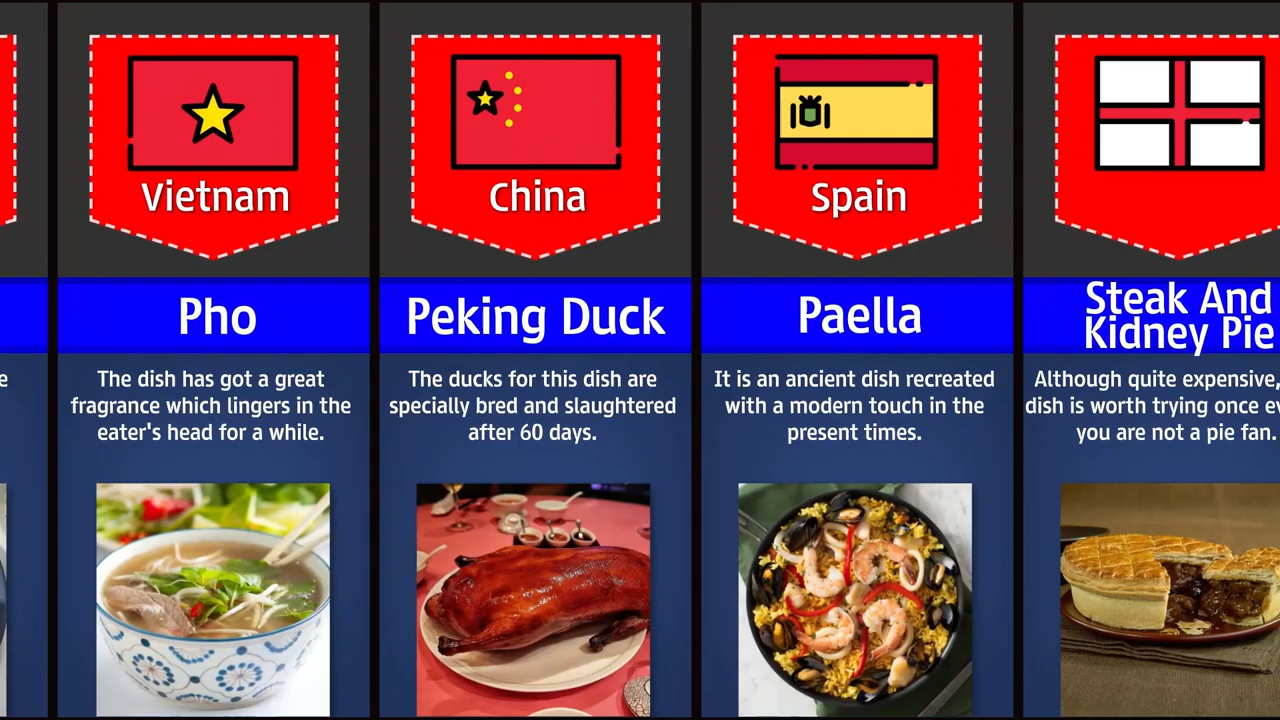 Vietnam
Pho
The dish has got a great
fragrance which lingers in the
eater's head for a while.
China
Peking Duck
The ducks for this dish are
specially bred and slaughtered
after 60 days.
Spain
Paella
It is an ancient dish recreated
with a modern touch in the
present times.
Steak And
Kidney Pie
Although quite expensive,
dish is worth trying once
you are not a pie fan.